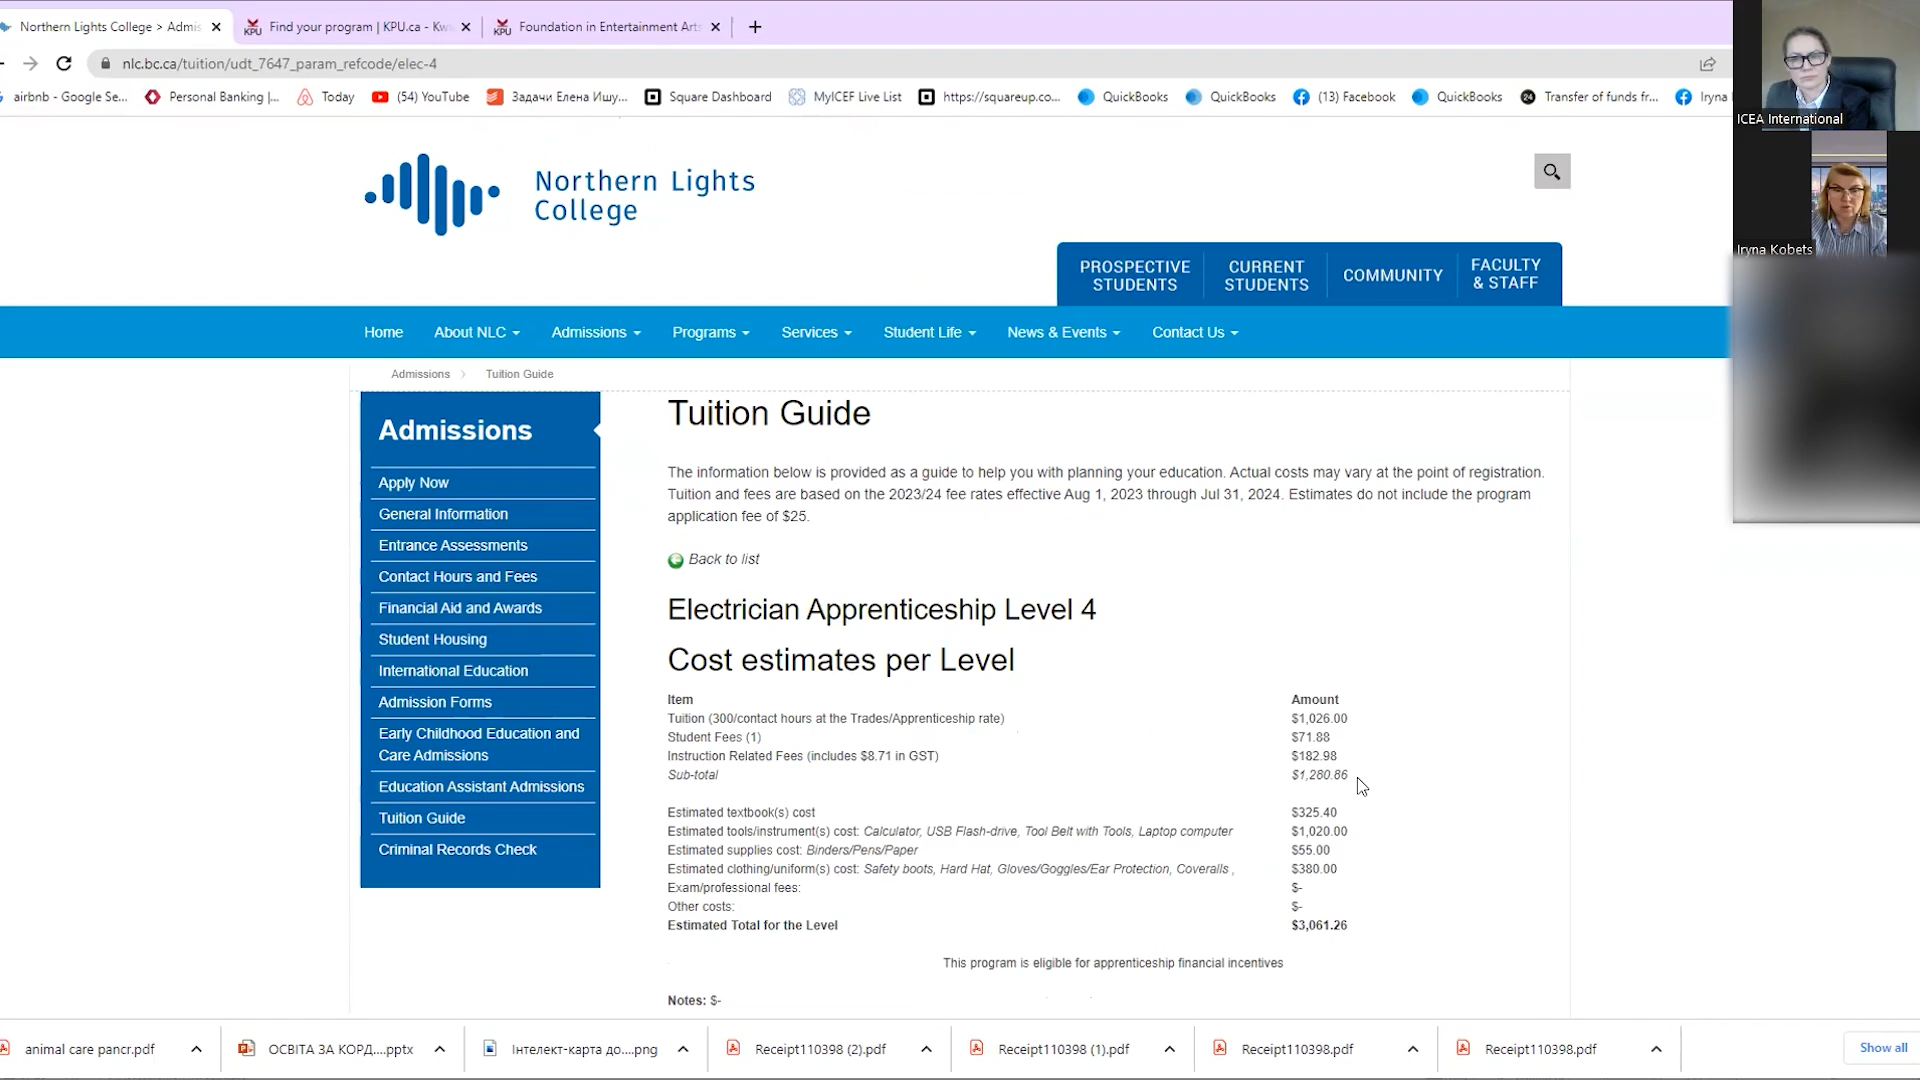 Northern Lights College > Admis
Find your program | KPU.ca - Kw
Foundation in Entertainment Arts
nlc.bc.ca/tuition/udt_7647_param_refcode/elec-4
airbnb - Google Se...
Personal Banking |...
Today
(54) YouTube
Задачи Елена Ишу...
Square Dashboard
MyICEF Live List
https://squareup.co...
QuickBooks
QuickBooks
(13) Facebook
QuickBooks
24
Transfer of funds fr...
Iryna
ICEA International
Iryna Kobets
Northern Lights
College
PROSPECTIVE
STUDENTS
CURRENT
STUDENTS
COMMUNITY
FACULTY
& STAFF
Home
About NLC
Admissions
Programs
Services
Student Life
News & Events
Contact Us
Admissions
Tuition Guide
Admissions
Apply Now
General Information
Entrance Assessments
Contact Hours and Fees
Financial Aid and Awards
Student Housing
International Education
Admission Forms
Early Childhood Education and
Care Admissions
Education Assistant Admissions
Tuition Guide
Criminal Records Check
Tuition Guide
The information below is provided as a guide to help you with planning your education. Actual costs may vary at the point of registration.
Tuition and fees are based on the 2023/24 fee rates effective Aug 1, 2023 through Jul 31, 2024. Estimates do not include the program
application fee of $25.
Back to list
Electrician Apprenticeship Level 4
Cost estimates per Level
Item Amount
Tuition (300/contact hours at the Trades/Apprenticeship rate) $1,026.00
Student Fees (1) $71.88
Instruction Related Fees (includes $8.71 in GST) $182.98
Sub-total $1,280.86
Estimated textbook(s) cost $325.40
Estimated tools/instrument(s) cost: Calculator, USB Flash-drive, Tool Belt with Tools, Laptop computer $1,020.00
Estimated supplies cost: Binders/Pens/Paper $55.00
Estimated clothing/uniform(s) cost: Safety boots, Hard Hat, Gloves/Goggles/Ear Protection, Coveralls , $380.00
Exam/professional fees: $-
Other costs: $-
Estimated Total for the Level $3,061.26
This program is eligible for apprenticeship financial incentives
Notes: $-
animal care pancr.pdf
ОСВІТА ЗА КОРД....pptx
Інтелект-карта до....png
Receipt110398 (2).pdf
Receipt110398 (1).pdf
Receipt110398.pdf
Receipt110398.pdf
Show all